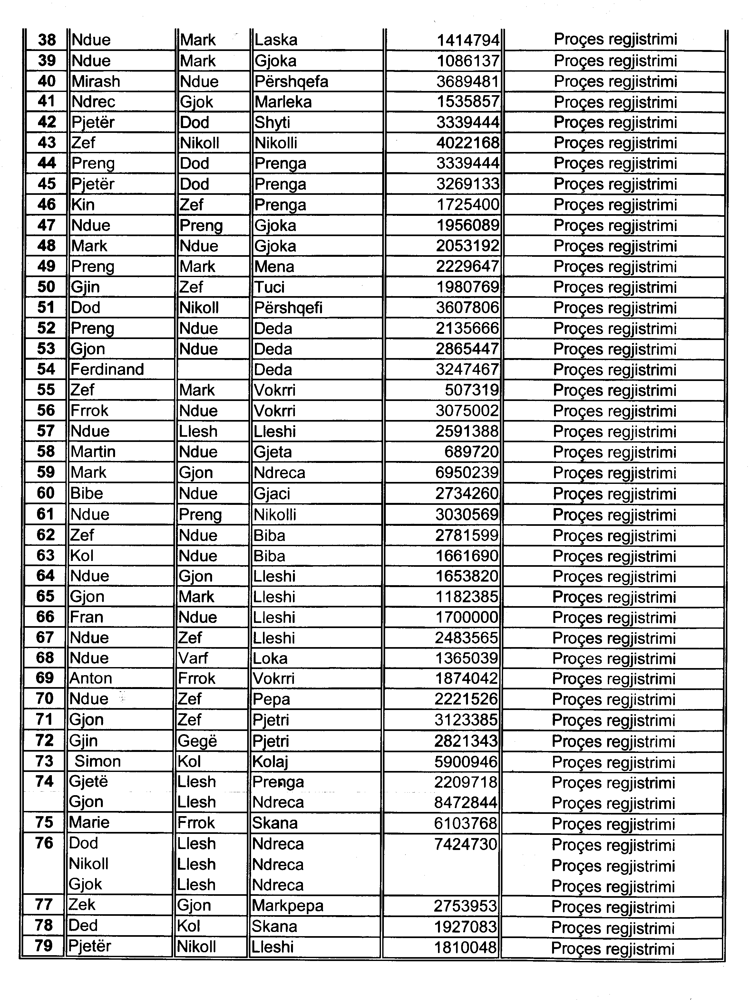 38 Ndue Mark Laska 1414794 Proçes regjistrimi
39 Ndue Mark Gjoka 1086137 Proçes regjistrimi
40 Mirash Ndue Përshqefa 3689481 Proçes regjistrimi
41 Ndrec Gjok Marleka 1535857 Proçes regjistrimi
42 Pjetër Dod Shyti 3339444 Proçes regjistrimi
43 Zef Nikoll Nikolli 4022168 Proçes regjistrimi
44 Preng Dod Prenga 3339444 Proçes regjistrimi
45 Pjetër Dod Prenga 3269133 Proçes regjistrimi
46 Kin Zef Prenga 1725400 Proçes regjistrimi
47 Ndue Preng Gjoka 1956089 Proçes regjistrimi
48 Mark Ndue Gjoka 2053192 Proçes regjistrimi
49 Preng Mark Mena 2229647 Proçes regjistrimi
50 Gjin Zef Tuci 1980769 Proçes regjistrimi
51 Dod Nikoll Përshqefi 3607806 Proçes regjistrimi
52 Preng Ndue Deda 2135666 Proçes regjistrimi
53 Gjon Ndue Deda 2865447 Proçes regjistrimi
54 Ferdinand Deda 3247467 Proçes regjistrimi
55 Zef Mark Vokrri 507319 Proçes regjistrimi
56 Frrok Ndue Vokrri 3075002 Proçes regjistrimi
57 Ndue Llesh Lleshi 2591388 Proçes regjistrimi
58 Martin Ndue Gjeta 689720 Proçes regjistrimi
59 Mark Gjon Ndreca 6950239 Proçes regjistrimi
60 Bibe Ndue Gjaci 2734260 Proçes regjistrimi
61 Ndue Preng Nikolli 3030569 Proçes regjistrimi
62 Zef Ndue Biba 2781599 Proçes regjistrimi
63 Kol Ndue Biba 1661690 Proçes regjistrimi
64 Ndue Gjon Lleshi 1653820 Proçes regjistrimi
65 Gjon Mark Lleshi 1182385 Proçes regjistrimi
66 Fran Ndue Lleshi 1700000 Proçes regjistrimi
67 Ndue Zef Lleshi 2483565 Proçes regjistrimi
68 Ndue Varf Loka 1365039 Proçes regjistrimi
69 Anton Frrok Vokrri 1874042 Proçes regjistrimi
70 Ndue Zef Pepa 2221526 Proçes regjistrimi
71 Gjon Zef Pjetri 3123385 Proçes regjistrimi
72 Gjin Gegë Pjetri 2821343 Proçes regjistrimi
73 Simon Kol Kolaj 5900946 Proçes regjistrimi
74 Gjetë Llesh Prenga 2209718 Proçes regjistrimi
Gjon Llesh Ndreca 8472844 Proçes regjistrimi
75 Marie Frrok Skana 6103768 Proçes regjistrimi
76 Dod Llesh Ndreca 7424730 Proçes regjistrimi
Nikoll Llesh Ndreca Proçes regjistrimi
Gjok Llesh Ndreca Proçes regjistrimi
77 Zek Gjon Markpepa 2753953 Proçes regjistrimi
78 Ded Kol Skana 1927083 Proçes regjistrimi
79 Pjetër Nikoll Lleshi 1810048 Proçes regjistrimi